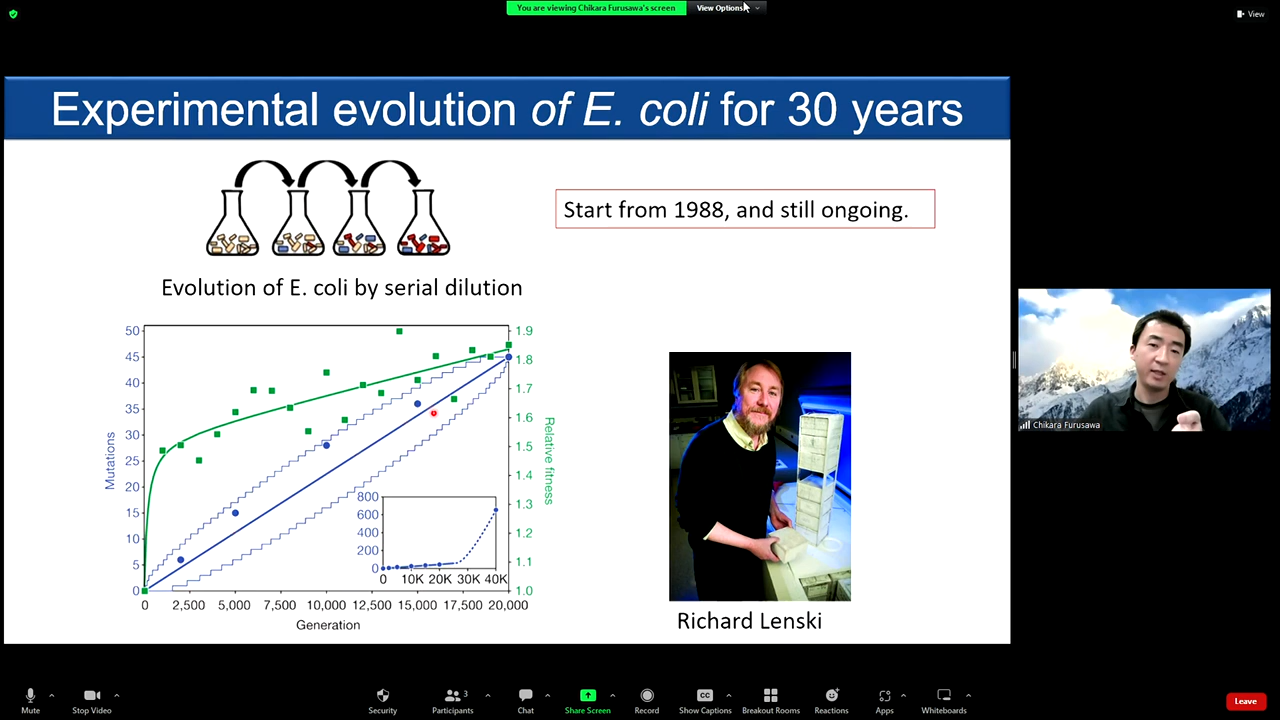 You are viewing Chikara Furusawa's screen
View Options
View
Experimental evolution of E. coli for 30 years
Start from 1988, and still ongoing.
Evolution of E. coli by serial dilution
50
45
40
35
30
25
20
15
10
5
0
Mutations
1.9
1.8
1.7
1.6
1.5
1.4
1.3
1.2
1.1
1.0
Relative fitness
800
600
400
200
0
0 10K 20K 30K 40K
0 2,500 5,000 7,500 10,000 12,500 15,000 17,500 20,000
Generation
Richard Lenski
Chikara Furusawa
Mute
Stop Video
Security
Participants
3
Chat
Share Screen
Record
CC
Show Captions
Breakout Rooms
Reactions
Apps
Whiteboards
Leave